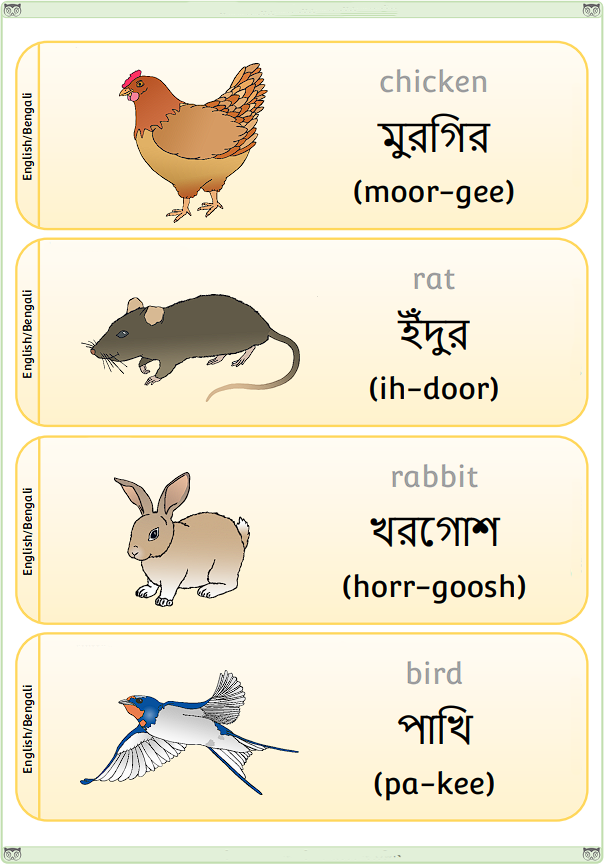 English/Bengali
chicken
মুরগির
(moor-gee)
English/Bengali
rat
ইঁদুর
(ih-door)
English/Bengali
rabbit
খরগোশ
(horr-goosh)
English/Bengali
bird
পাখি
(pa-kee)